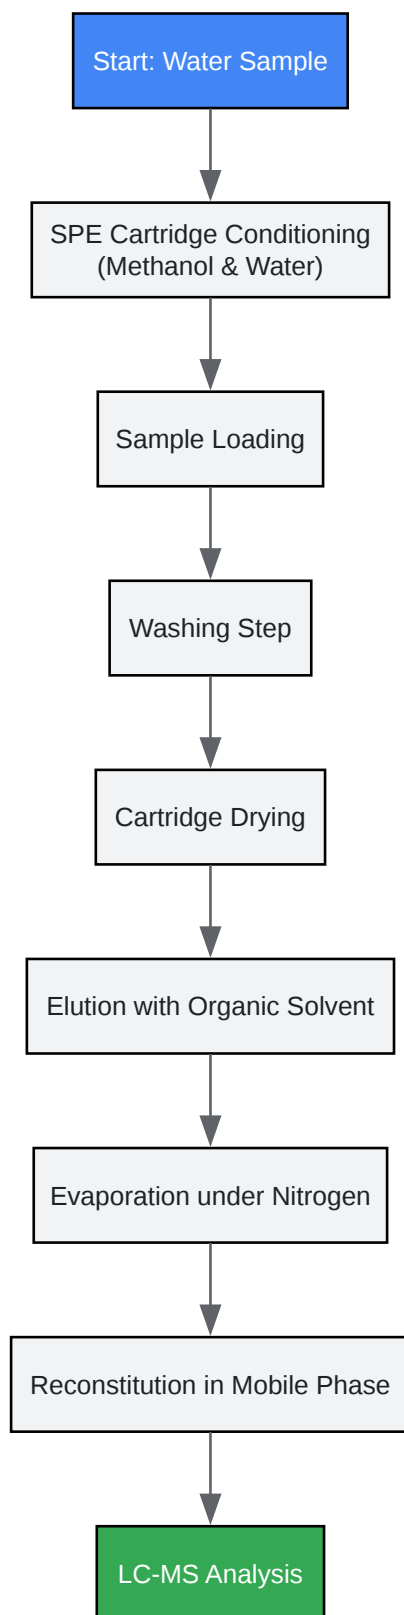 Start: Water Sample
SPE Cartridge Conditioning
(Methanol & Water)
Sample Loading
Washing Step
Cartridge Drying
Elution with Organic Solvent
Evaporation under Nitrogen
Reconstitution in Mobile Phase
LC-MS Analysis